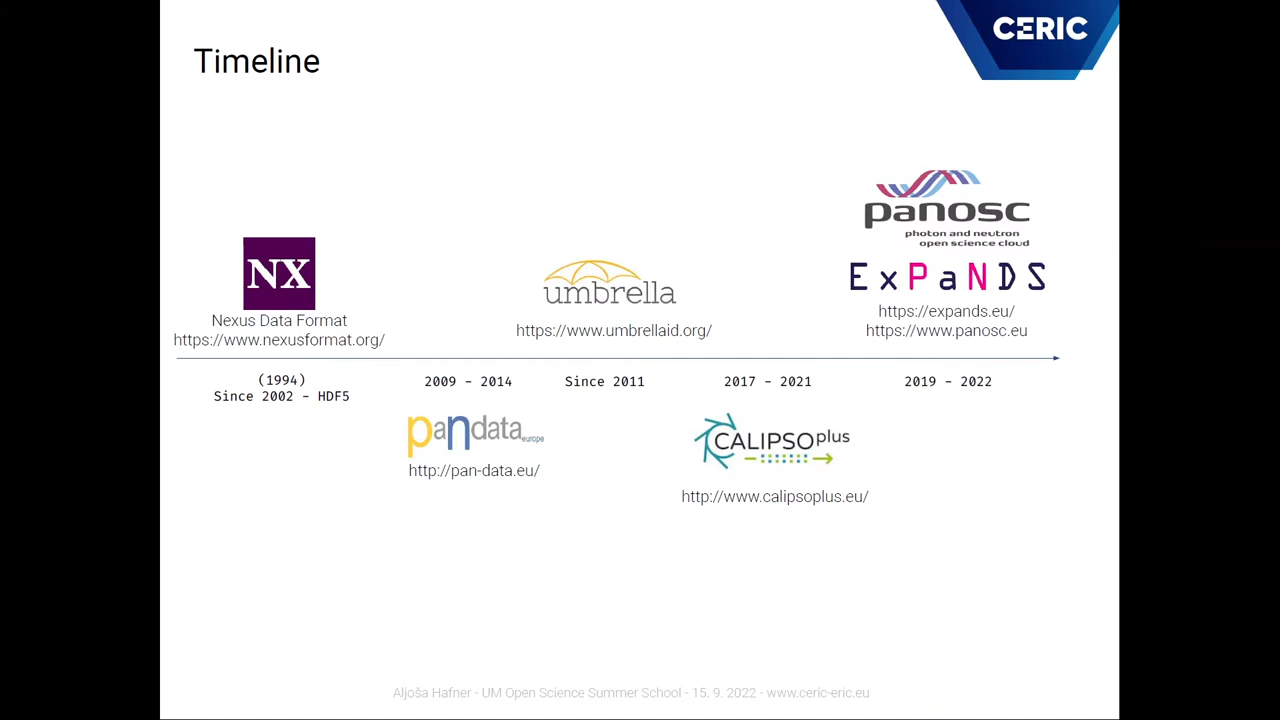 CERIC
Timeline
panosc
photon and neutron
open science cloud
NX
umbrella
ExPaNDS
Nexus Data Format
https://www.nexusformat.org/
https://www.umbrellaid.org/
https://expands.eu/
https://www.panosc.eu
(1994)
Since 2002 - HDF5
2009 - 2014
Since 2011
2017 - 2021
2019 - 2022
pandata europe
http://pan-data.eu/
CALIPSOplus
http://www.calipsoplus.eu/
Aljoša Hafner - UM Open Science Summer School - 15. 9. 2022 - www.ceric-eric.eu